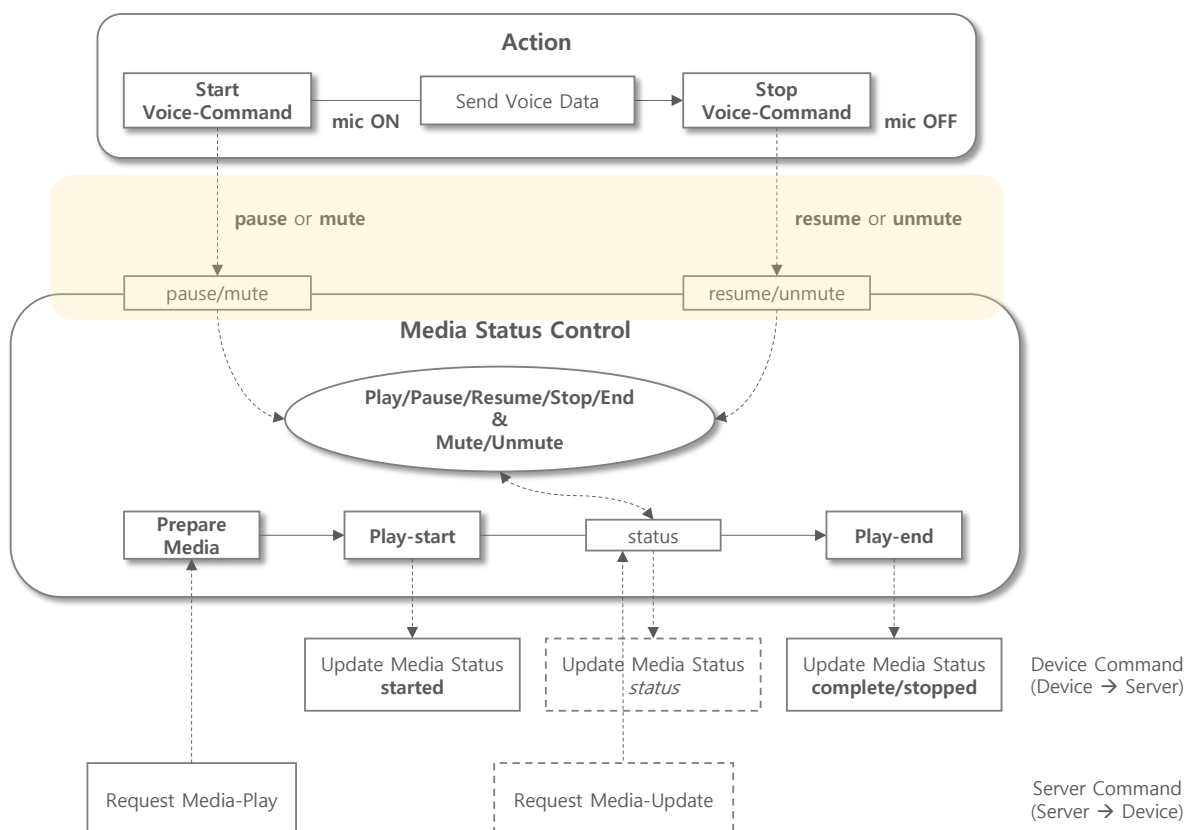 Action
Start
Voice-Command
mic ON
Send Voice Data
Stop
Voice-Command
mic OFF
pause or mute
resume or unmute
pause/mute
resume/unmute
Media Status Control
Play/Pause/Resume/Stop/End
&
Mute/Unmute
Prepare
Media
Play-start
status
Play-end
Update Media Status
started
Update Media Status
status
Update Media Status
complete/stopped
Device Command
(Device → Server)
Request Media-Play
Request Media-Update
Server Command
(Server → Device)